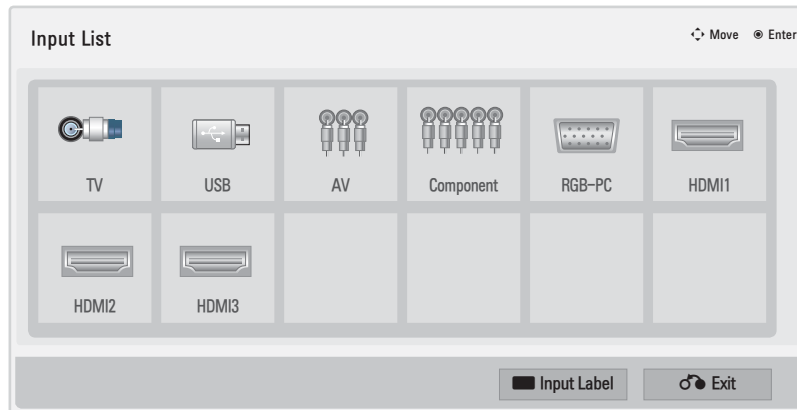 Input List
Move Enter
TV USB AV Component RGB-PC HDMI1
HDMI2 HDMI3
Input Label Exit